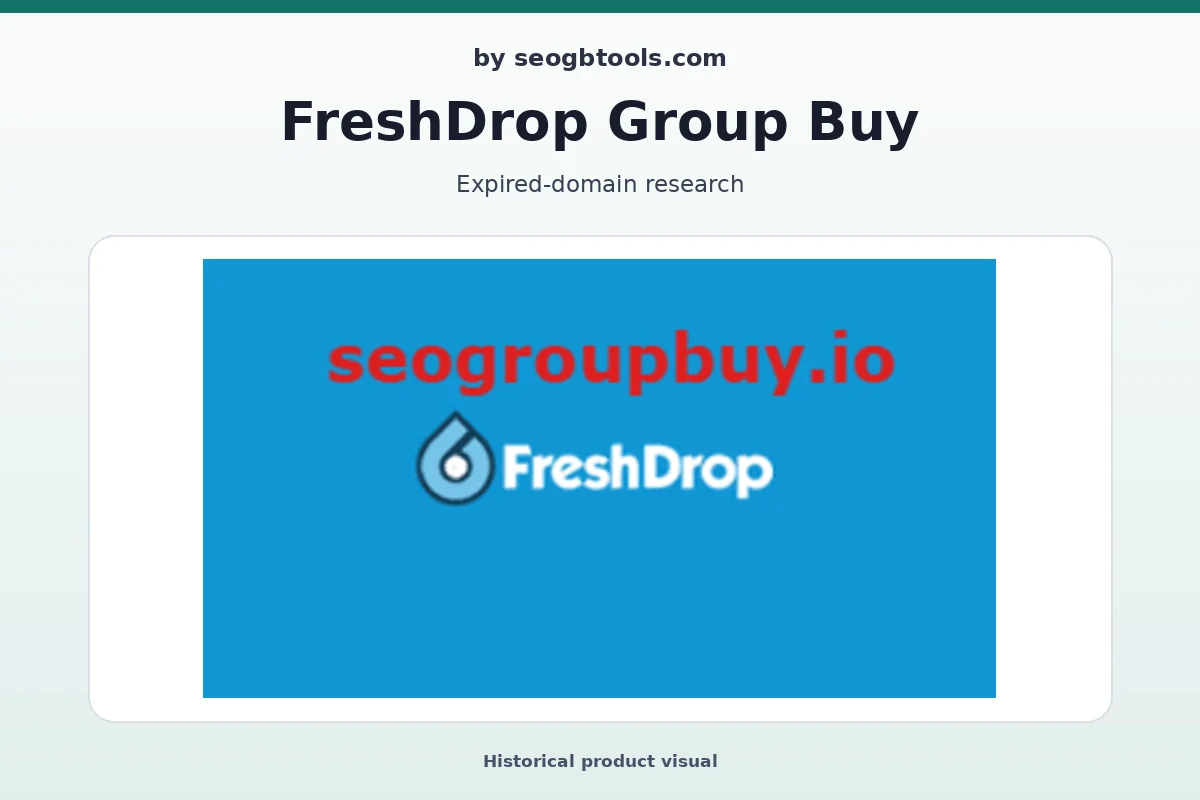 by seogbtools.com
FreshDrop Group Buy
Expired-domain research
seogroupbuy.io
FreshDrop
Historical product visual